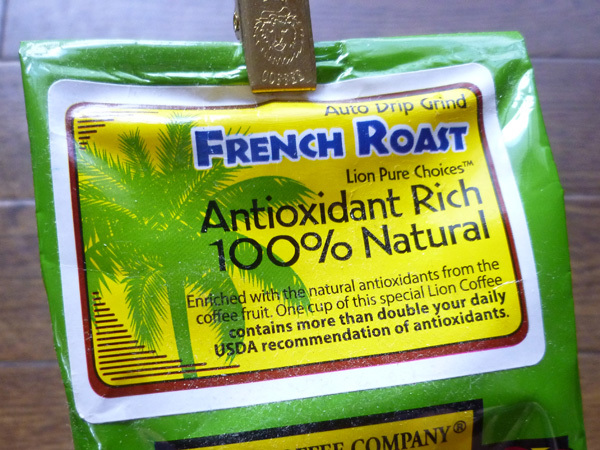 COFFEE
Auto Drip Grind
FRENCH ROAST
Lion Pure Choices™
Antioxidant Rich
100% Natural
Enriched with the natural antioxidants from the
coffee fruit. One cup of this special Lion Coffee
contains more than double your daily
USDA recommendation of antioxidants.
COFFEE COMPANY®